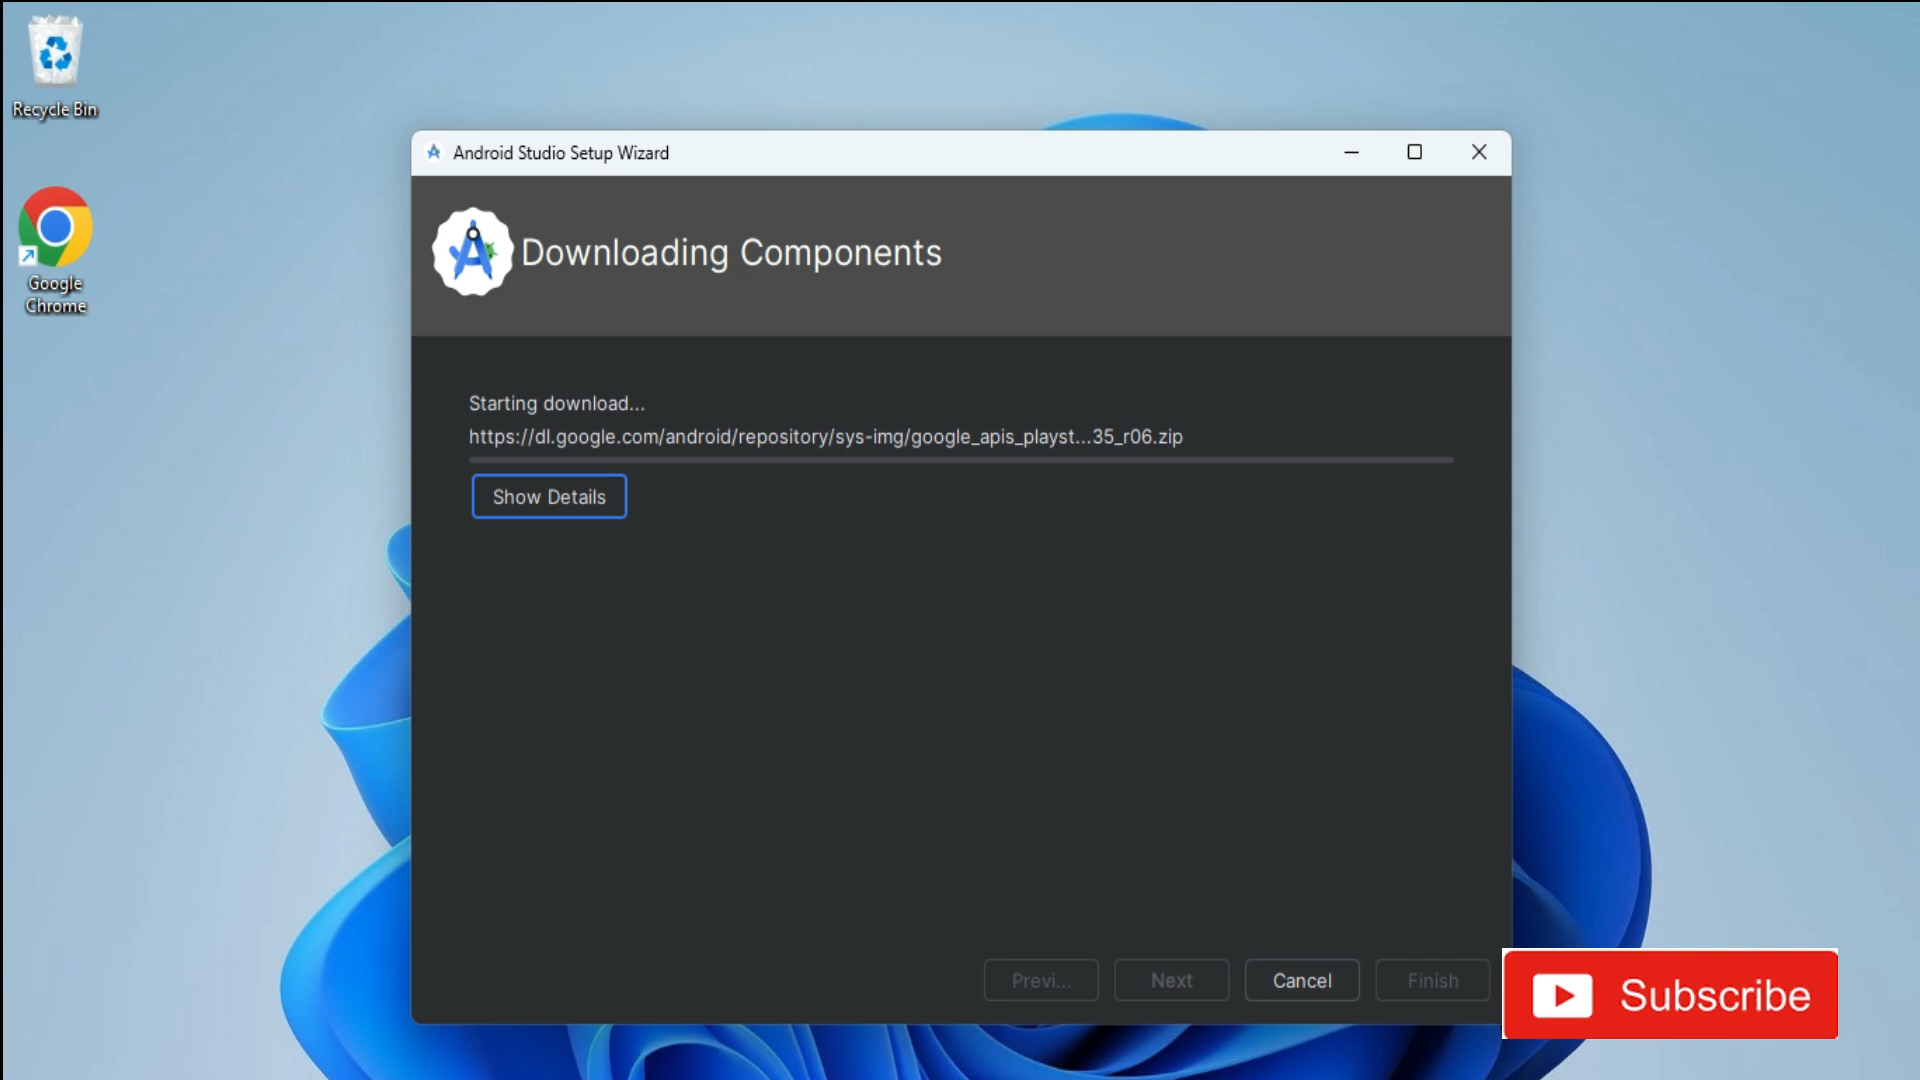 Recycle Bin
Google
Chrome
Android Studio Setup Wizard
Downloading Components
Starting download...
https://dl.google.com/android/repository/sys-img/google_apis_playst...35_r06.zip
Show Details
Previ...
Next
Cancel
Finish
Subscribe